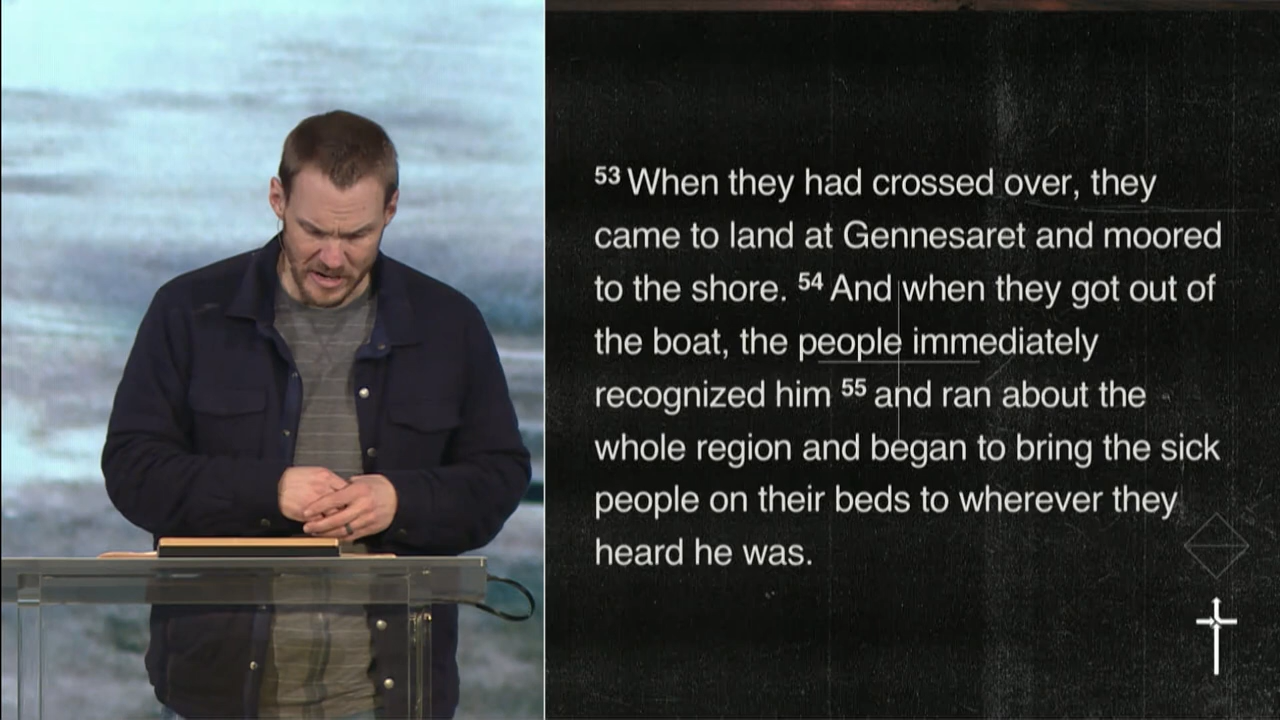 53 When they had crossed over, they
came to land at Gennesaret and moored
to the shore. 54 And when they got out of
the boat, the people immediately
recognized him 55 and ran about the
whole region and began to bring the sick
people on their beds to wherever they
heard he was.